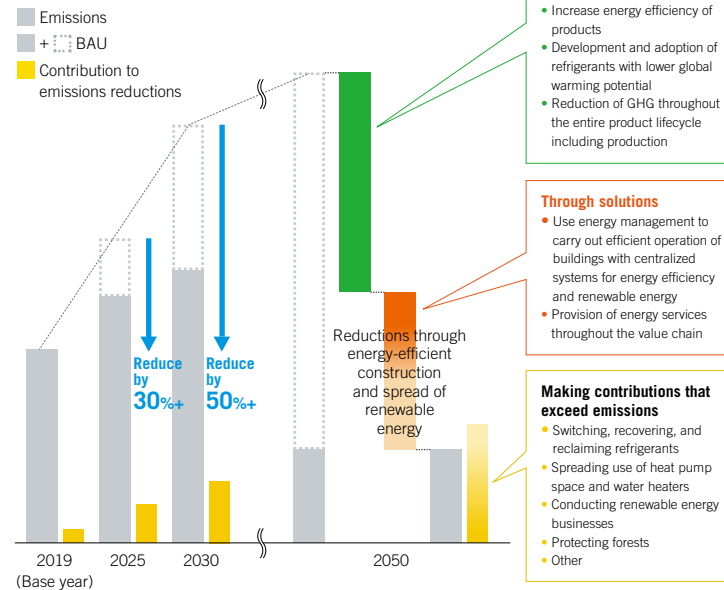 Emissions
+ BAU
Contribution to
emissions reductions
Reduce
by
30%+
Reduce
by
50%+
Reductions through
energy-efficient
construction
and spread of
renewable
energy
2019
(Base year)
2025
2030
2050
• Increase energy efficiency of
products
• Development and adoption of
refrigerants with lower global
warming potential
• Reduction of GHG throughout
the entire product lifecycle
including production
Through solutions
• Use energy management to
carry out efficient operation of
buildings with centralized
systems for energy efficiency
and renewable energy
• Provision of energy services
throughout the value chain
Making contributions that
exceed emissions
• Switching, recovering, and
reclaiming refrigerants
• Spreading use of heat pump
space and water heaters
• Conducting renewable energy
businesses
• Protecting forests
• Other